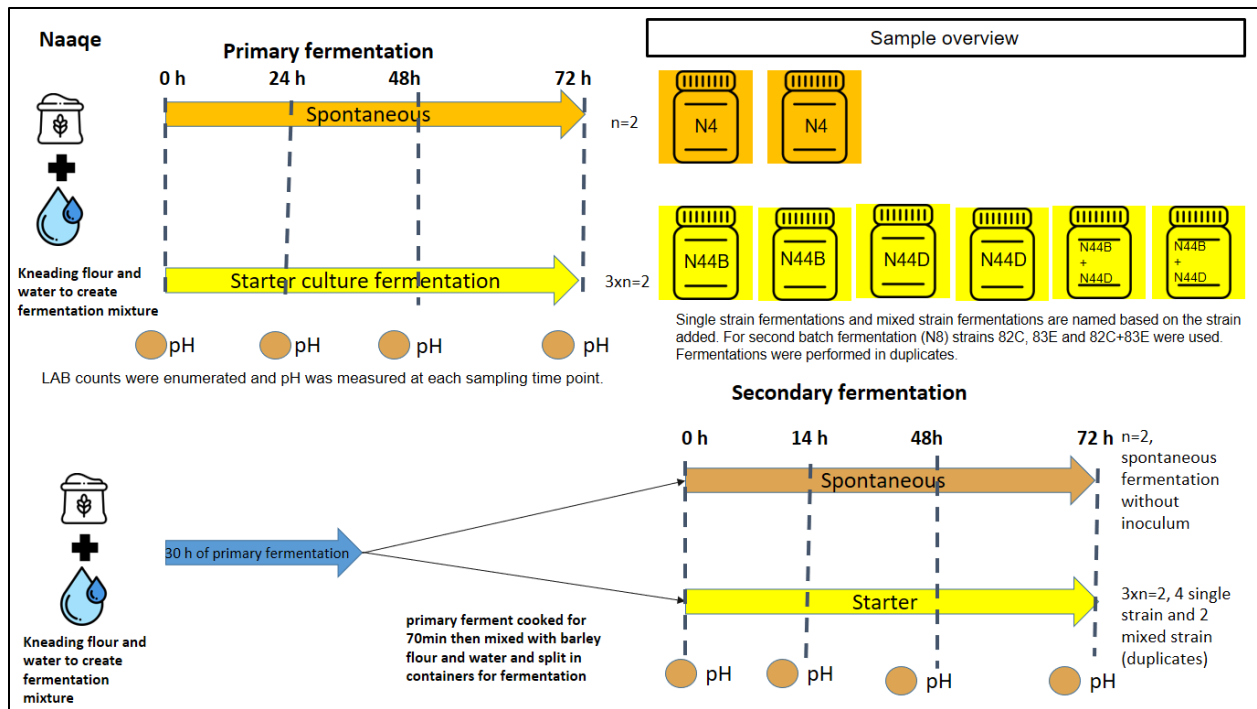 Naaqe
Primary fermentation
0 h
24 h
48h
72 h
Spontaneous
n=2
Kneading flour and
water to create
fermentation mixture
Starter culture fermentation
3xn=2
pH
pH
pH
pH
LAB counts were enumerated and pH was measured at each sampling time point.
Sample overview
N4
N4
N44B
N44B
N44D
N44D
N44B
+
N44D
N44B
+
N44D
Single strain fermentations and mixed strain fermentations are named based on the strain
added. For second batch fermentation (N8) strains 82C, 83E and 82C+83E were used.
Fermentations were performed in duplicates.
Secondary fermentation
0 h
14 h
48h
72 h
Spontaneous
n=2,
spontaneous
fermentation
without
inoculum
30 h of primary fermentation
Kneading flour and
water to create
fermentation
mixture
primary ferment cooked for
70min then mixed with barley
flour and water and split in
containers for fermentation
Starter
3xn=2, 4 single
strain and 2
mixed strain
(duplicates)
pH
pH
pH
pH